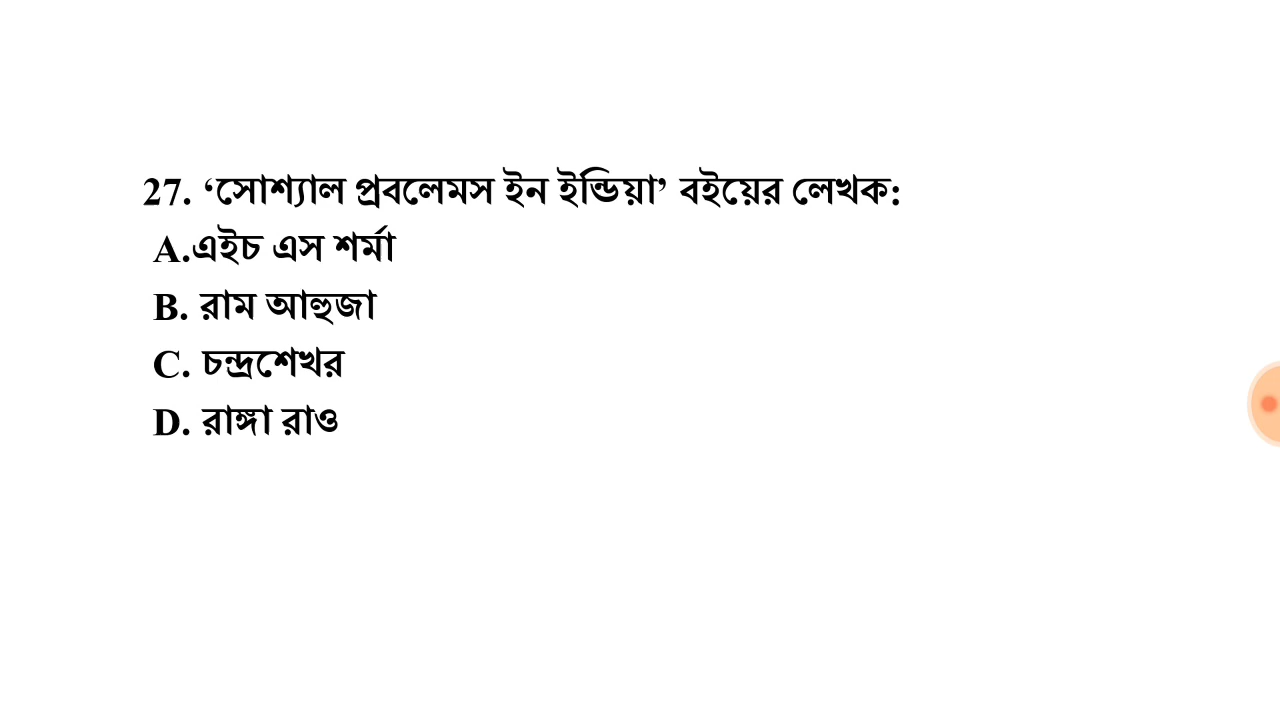 27. ‘সোশ্যাল প্রবলেমস ইন ইন্ডিয়া’ বইয়ের লেখক:
A.এইচ এস শর্মা
B. রাম আহুজা
C. চন্দ্রশেখর
D. রাঙ্গা রাও